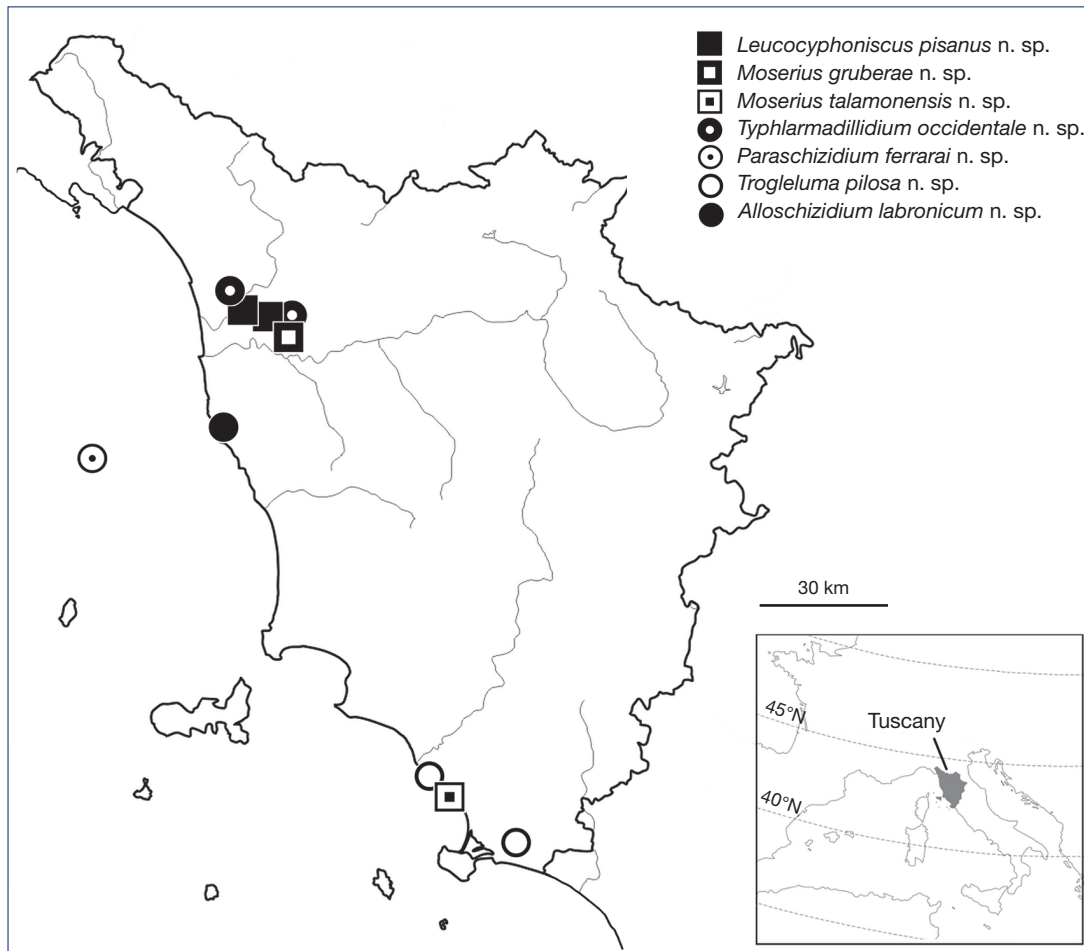 Leucocyphoniscus pisanus n. sp.
Moserius gruberae n. sp.
Moserius talamonensis n. sp.
Typhlarmadillidium occidentale n. sp.
Paraschizidium ferrarai n. sp.
Trogleluma pilosa n. sp.
Alloschizidium labronicum n. sp.
30 km
45°N
Tuscany
40°N